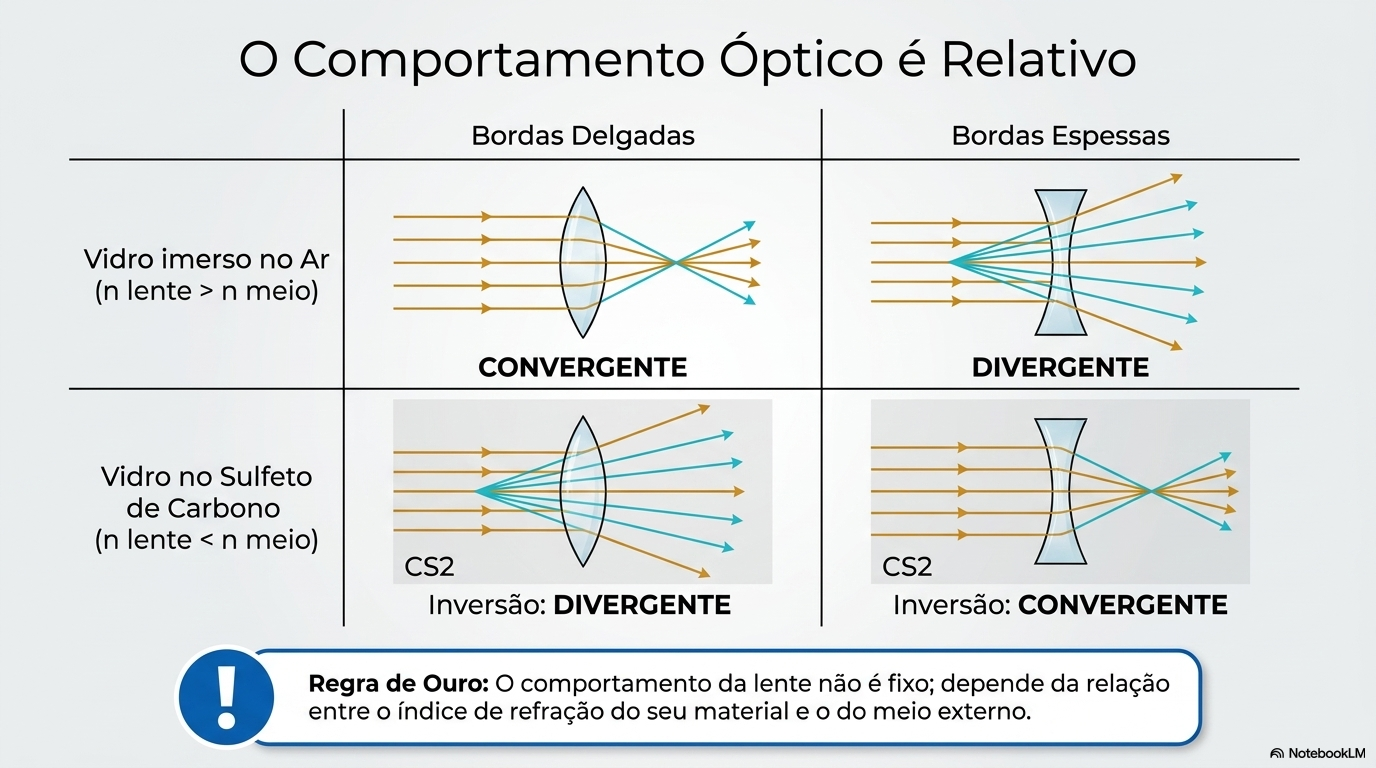 O Comportamento Óptico é Relativo
Bordas Delgadas
Bordas Espessas
Vidro imerso no Ar
(n lente > n meio)
CONVERGENTE
DIVERGENTE
Vidro no Sulfeto
de Carbono
(n lente < n meio)
CS2
Inversão: DIVERGENTE
CS2
Inversão: CONVERGENTE
!
Regra de Ouro: O comportamento da lente não é fixo; depende da relação
entre o índice de refração do seu material e o do meio externo.
NotebookLM